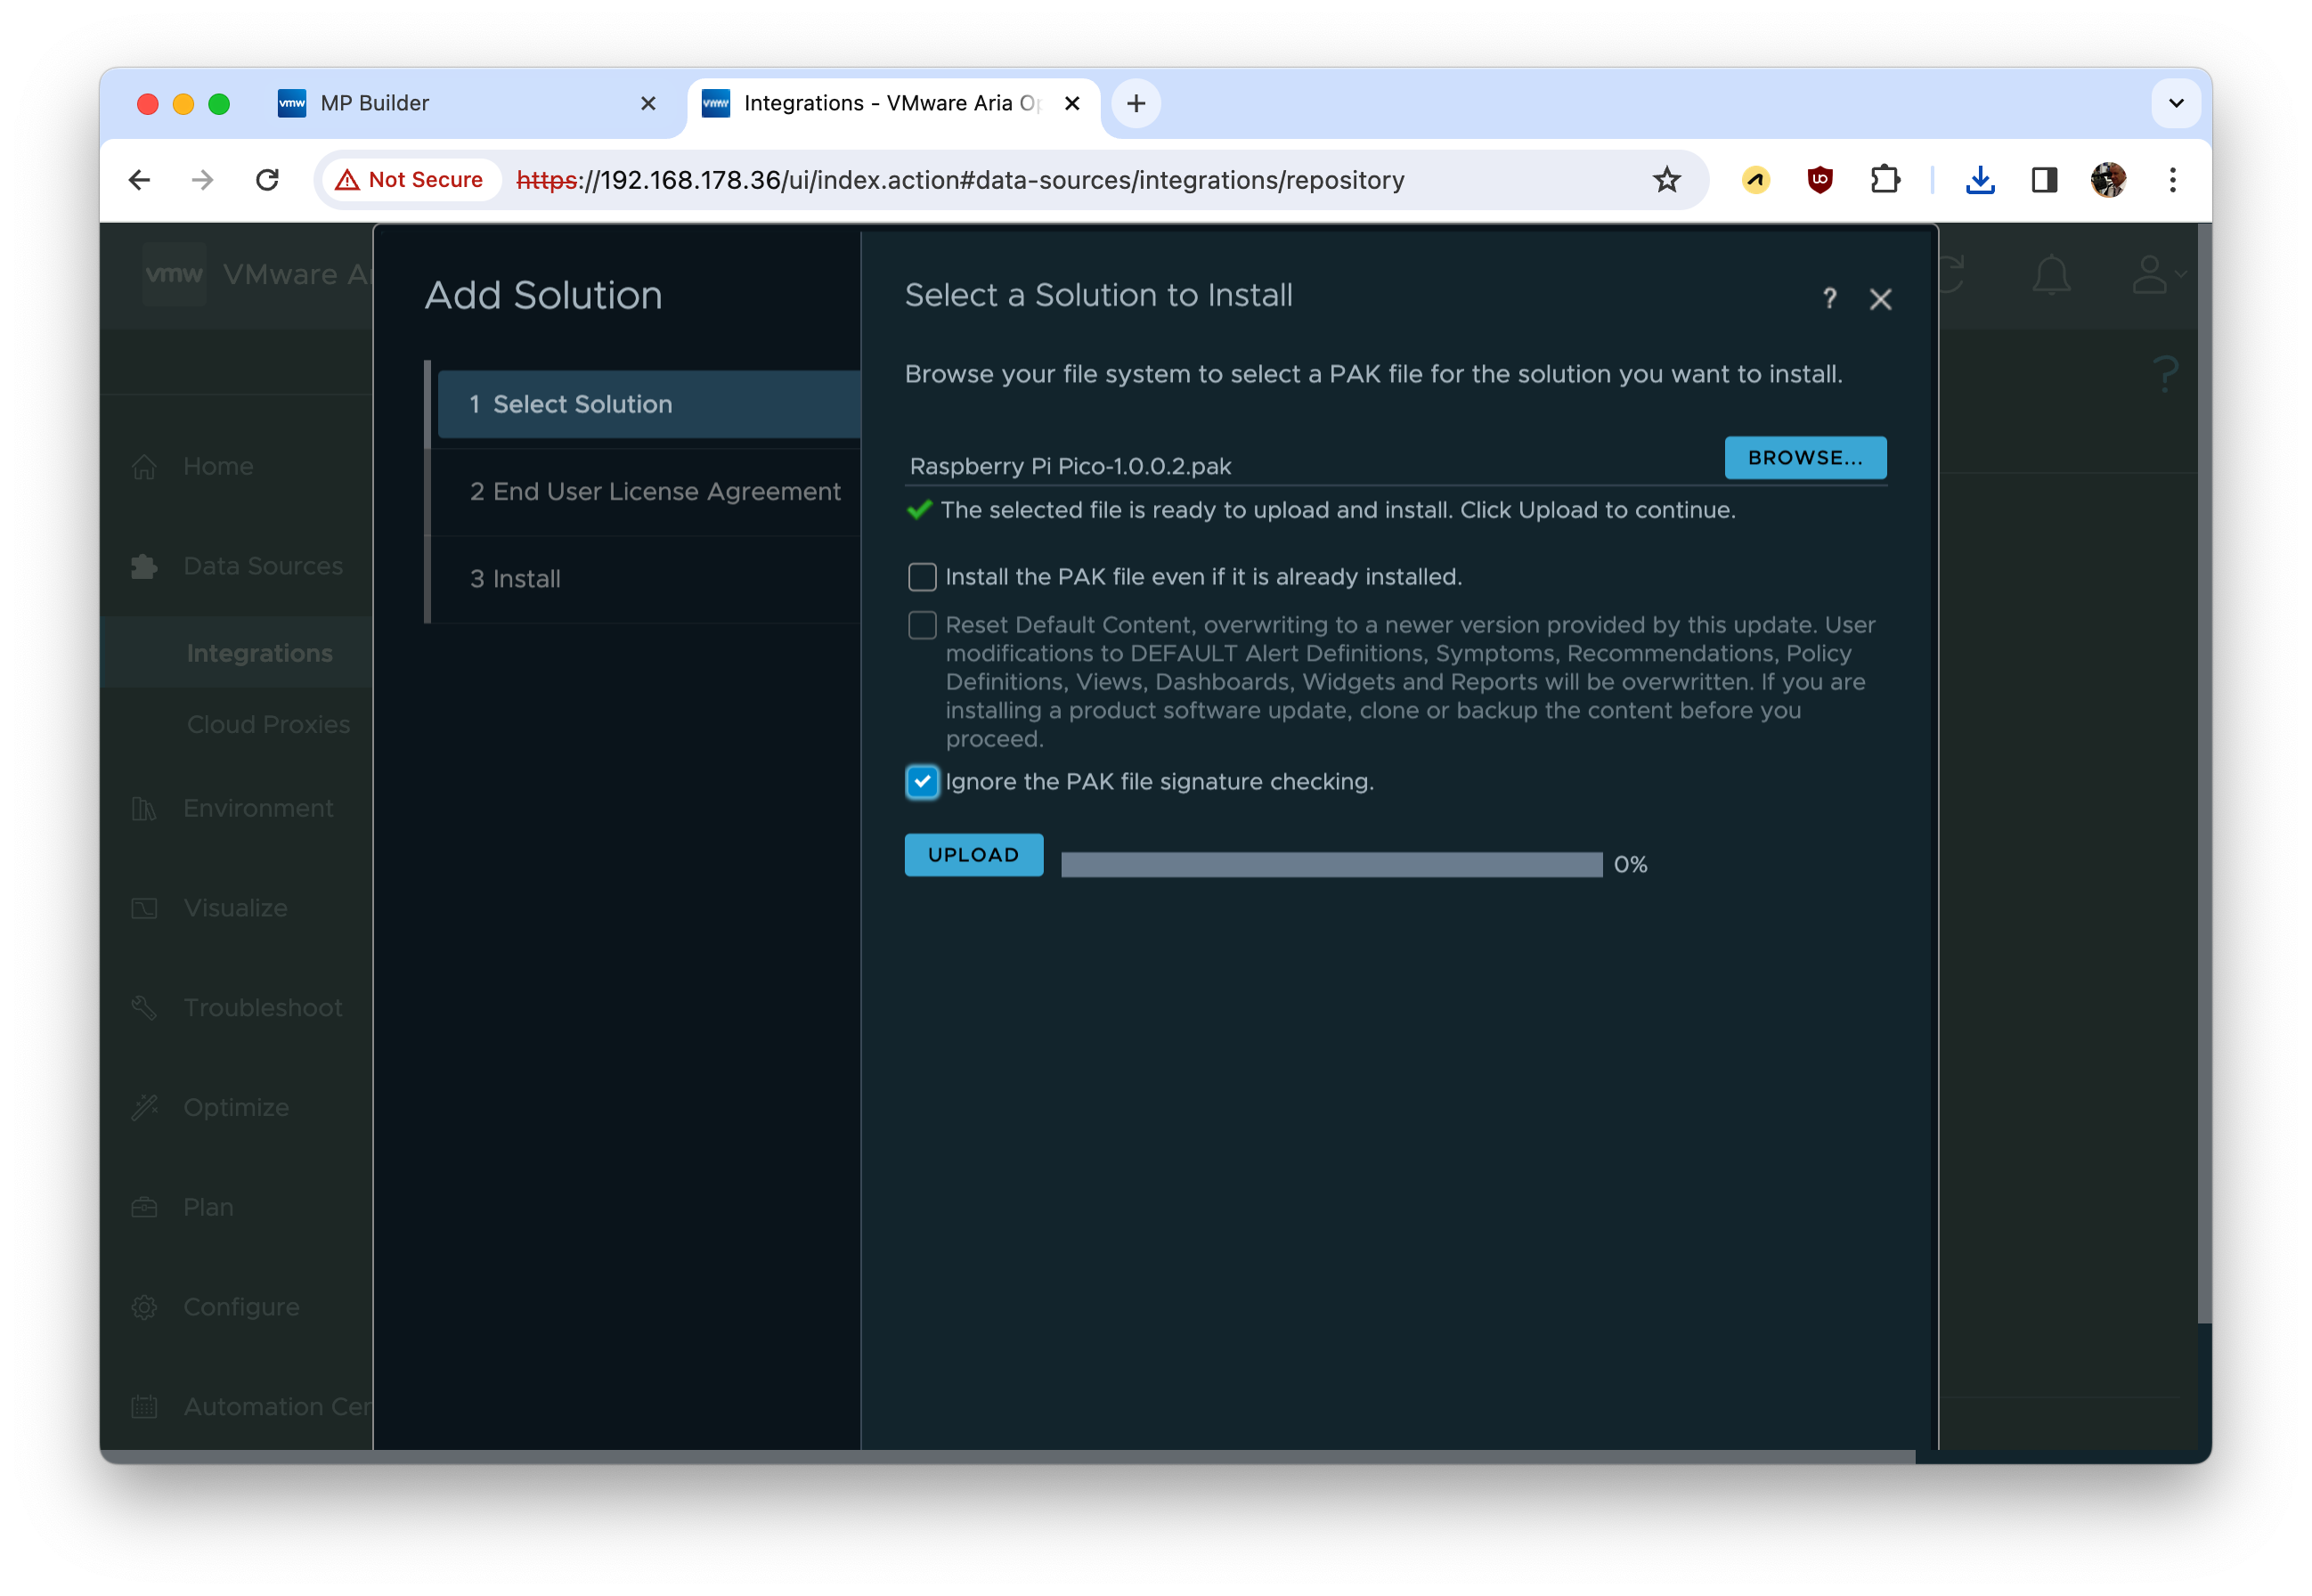 vmw MP Builder
vmw Integrations - VMware Aria Op
Not Secure https://192.168.178.36/ui/index.action#data-sources/integrations/repository
vmw VMware Ar
Home
Data Sources
Integrations
Cloud Proxies
Environment
Visualize
Troubleshoot
Optimize
Plan
Configure
Automation Cen
Add Solution
1 Select Solution
2 End User License Agreement
3 Install
Select a Solution to Install
?
Browse your file system to select a PAK file for the solution you want to install.
Raspberry Pi Pico-1.0.0.2.pak
BROWSE...
The selected file is ready to upload and install. Click Upload to continue.
Install the PAK file even if it is already installed.
Reset Default Content, overwriting to a newer version provided by this update. User
modifications to DEFAULT Alert Definitions, Symptoms, Recommendations, Policy
Definitions, Views, Dashboards, Widgets and Reports will be overwritten. If you are
installing a product software update, clone or backup the content before you
proceed.
Ignore the PAK file signature checking.
UPLOAD
0%
?